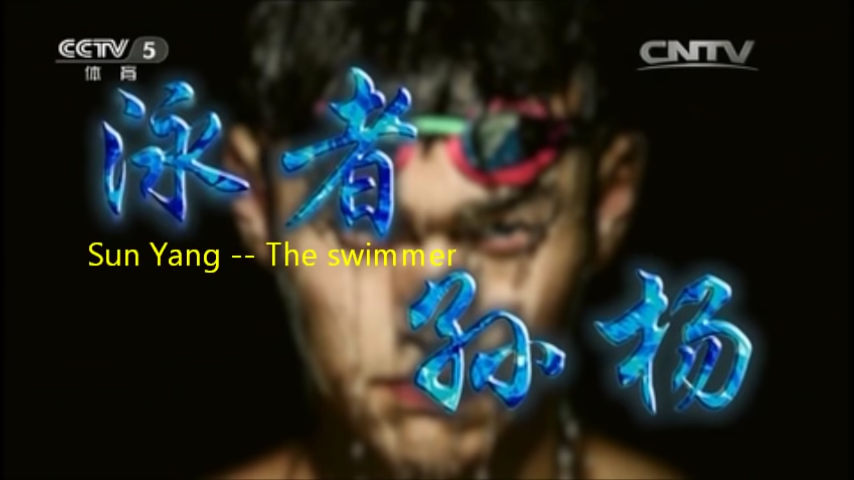 CCTV 5
体育
CNTV
泳者
Sun Yang -- The swimmer
孙杨